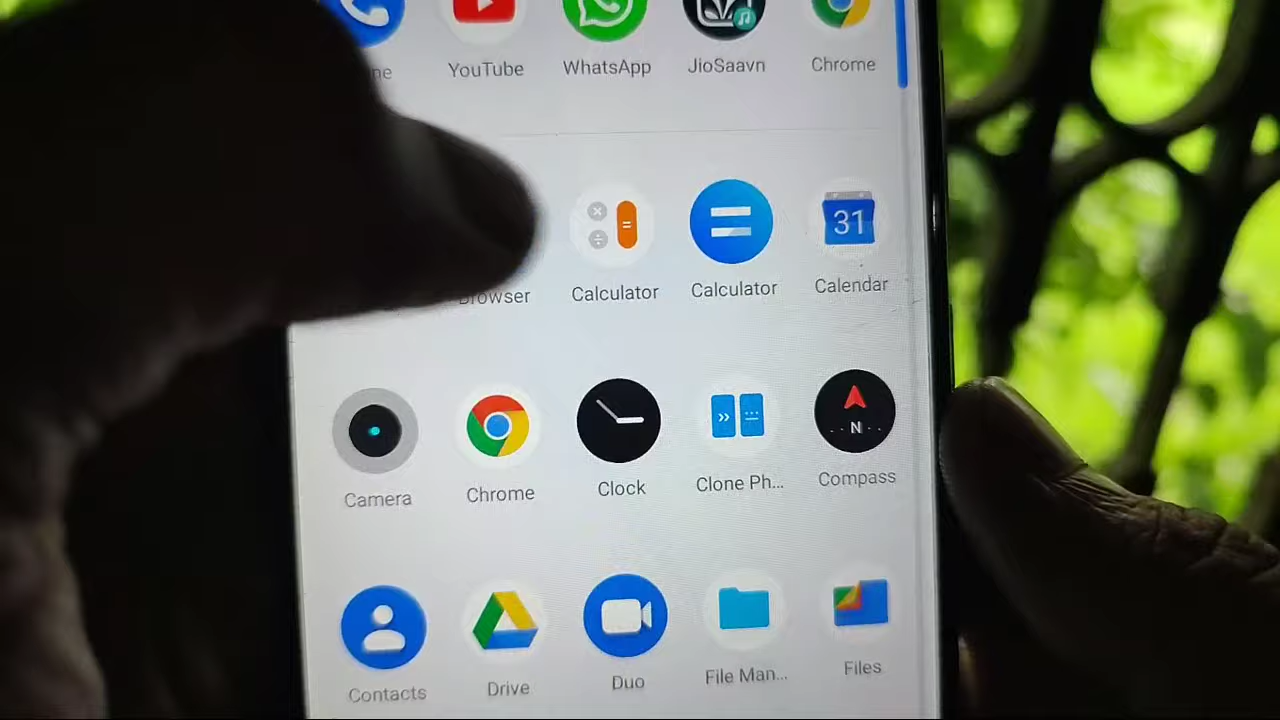 YouTube WhatsApp JioSaavn Chrome
Browser Calculator Calculator Calendar
31
Camera Chrome Clock Clone Ph... Compass
N
Contacts Drive Duo File Man... Files